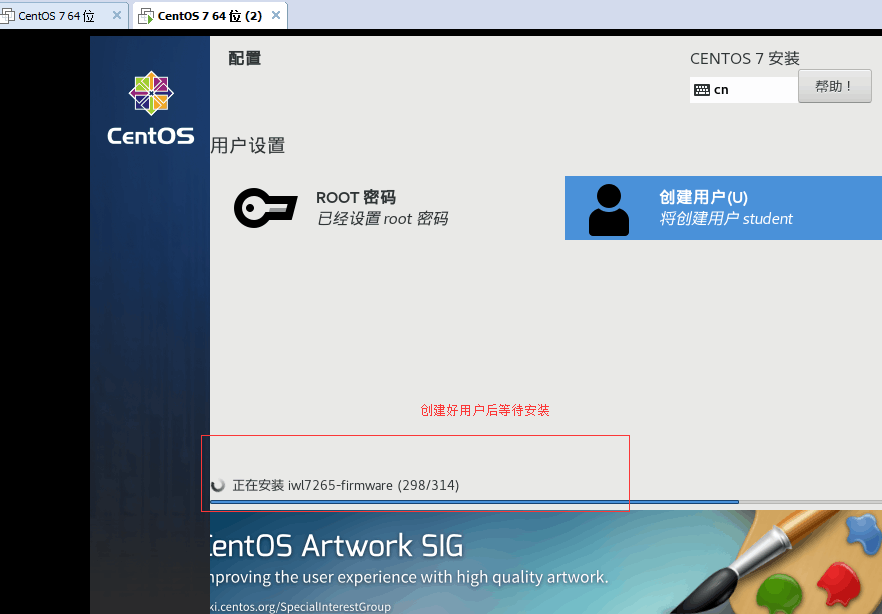 CentOS 7 64 位
CentOS 7 64 位 (2)
配置
CENTOS 7 安装
cn
帮助！
CentOS
用户设置
ROOT 密码
已经设置 root 密码
创建用户(U)
将创建用户 student
创建好用户后等待安装
正在安装 iwl7265-firmware (298/314)
CentOS Artwork SIG
mproving the user experience with high quality artwork.
ki.centos.org/SpecialInterestGroup